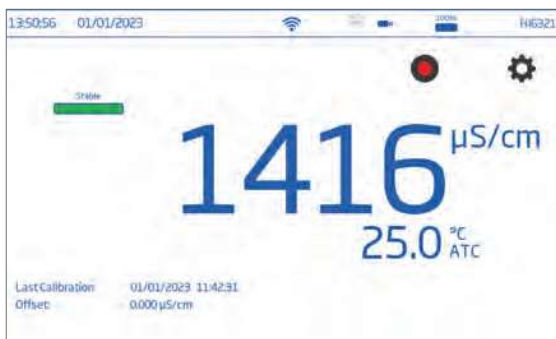 13:50:56 01/01/2023 100% HI6321
Stable
1416 µS/cm
25.0 °C
ATC
Last Calibration 01/01/2023 11:42:31
Offset: 0.000 µS/cm